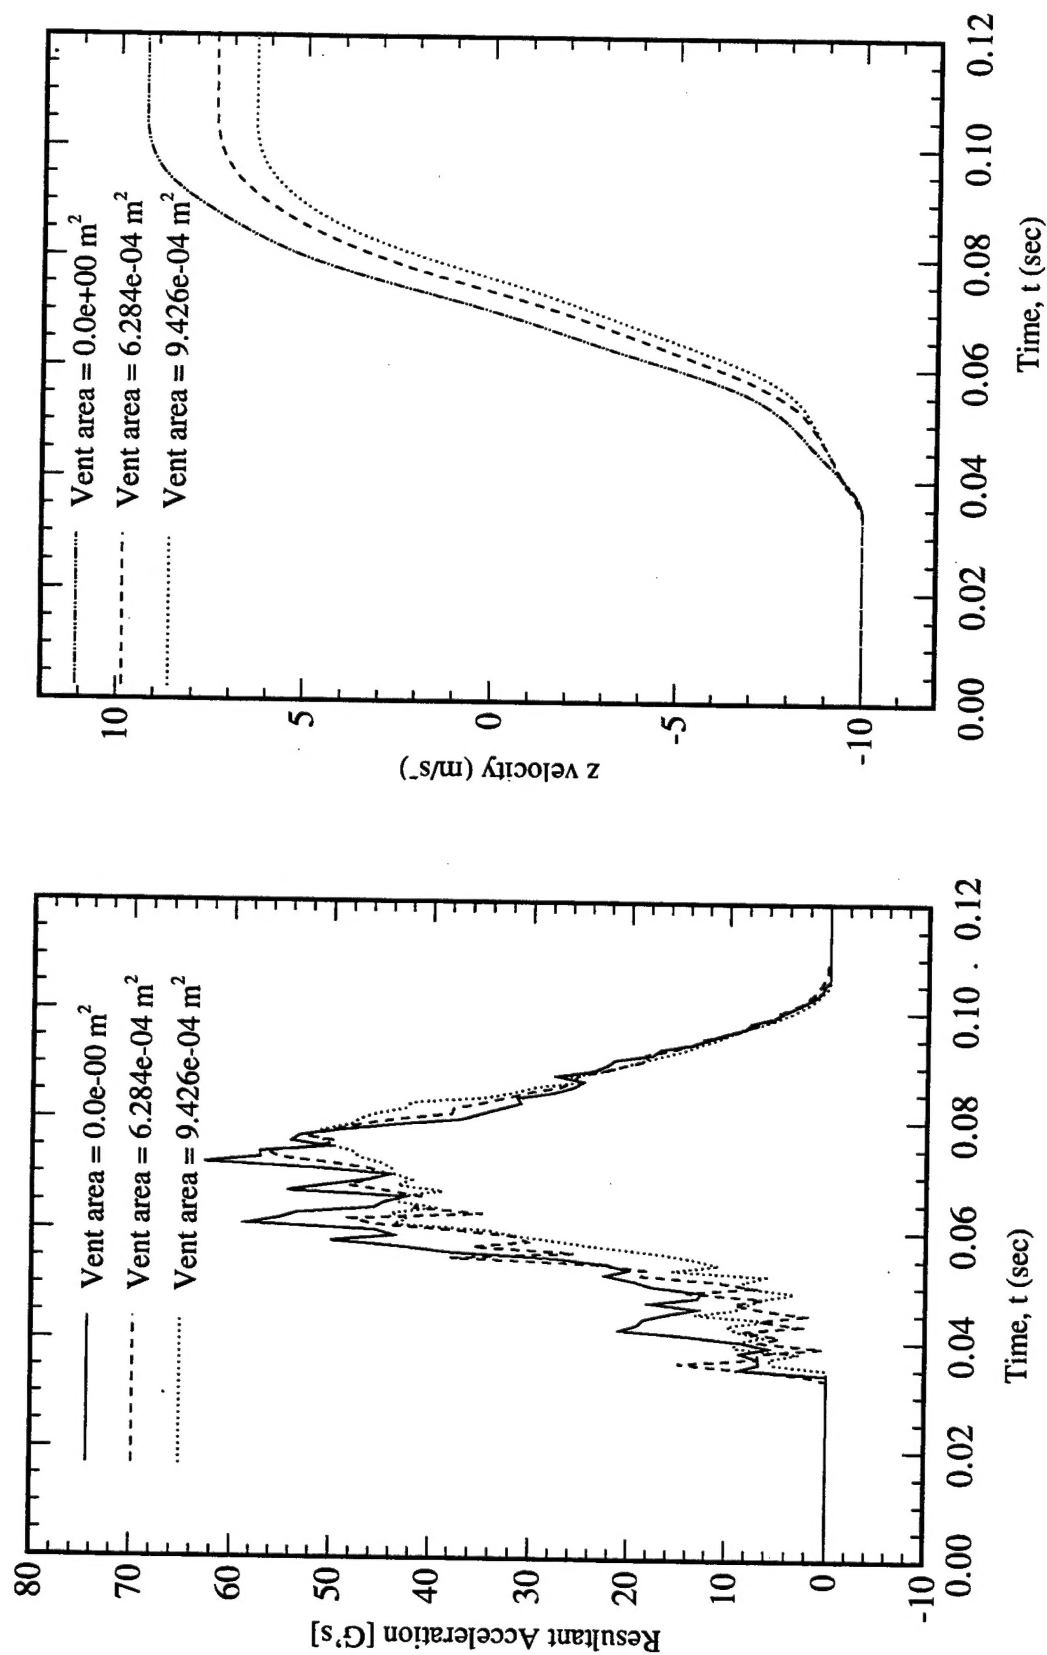 80
70
60
50
40
30
20
10
0
-10
Resultant Acceleration [G's]
Vent area = 0.0e-00 m²
Vent area = 6.284e-04 m²
Vent area = 9.426e-04 m²
0.00 0.02 0.04 0.06 0.08 0.10 0.12
Time, t (sec)
10
5
0
-5
-10
z velocity (m/s)
Vent area = 0.0e+00 m²
Vent area = 6.284e-04 m²
Vent area = 9.426e-04 m²
0.00 0.02 0.04 0.06 0.08 0.10 0.12
Time, t (sec)